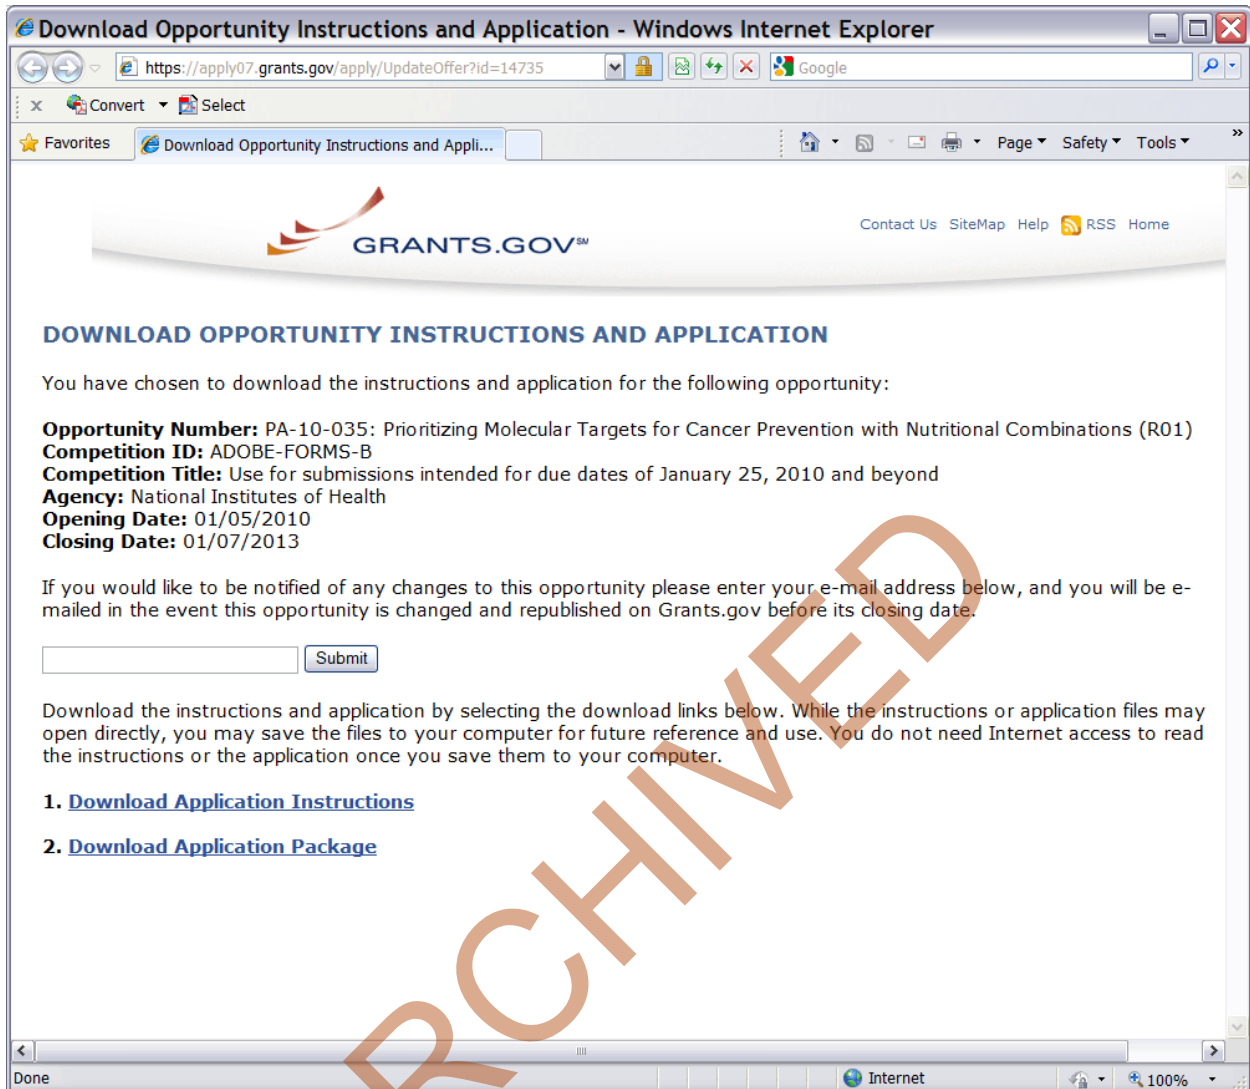 Download Opportunity Instructions and Application - Windows Internet Explorer
https://apply07.grants.gov/apply/UpdateOffer?id=14735
Google
x Convert Select
Favorites Download Opportunity Instructions and Appli... Page Safety Tools »
GRANTS.GOV℠
Contact Us SiteMap Help RSS Home
DOWNLOAD OPPORTUNITY INSTRUCTIONS AND APPLICATION
You have chosen to download the instructions and application for the following opportunity:
Opportunity Number: PA-10-035: Prioritizing Molecular Targets for Cancer Prevention with Nutritional Combinations (R01)
Competition ID: ADOBE-FORMS-B
Competition Title: Use for submissions intended for due dates of January 25, 2010 and beyond
Agency: National Institutes of Health
Opening Date: 01/05/2010
Closing Date: 01/07/2013
If you would like to be notified of any changes to this opportunity please enter your e-mail address below, and you will be e-
mailed in the event this opportunity is changed and republished on Grants.gov before its closing date.
Submit
Download the instructions and application by selecting the download links below. While the instructions or application files may
open directly, you may save the files to your computer for future reference and use. You do not need Internet access to read
the instructions or the application once you save them to your computer.
1. Download Application Instructions
2. Download Application Package
RCHIVED
Done Internet 100%